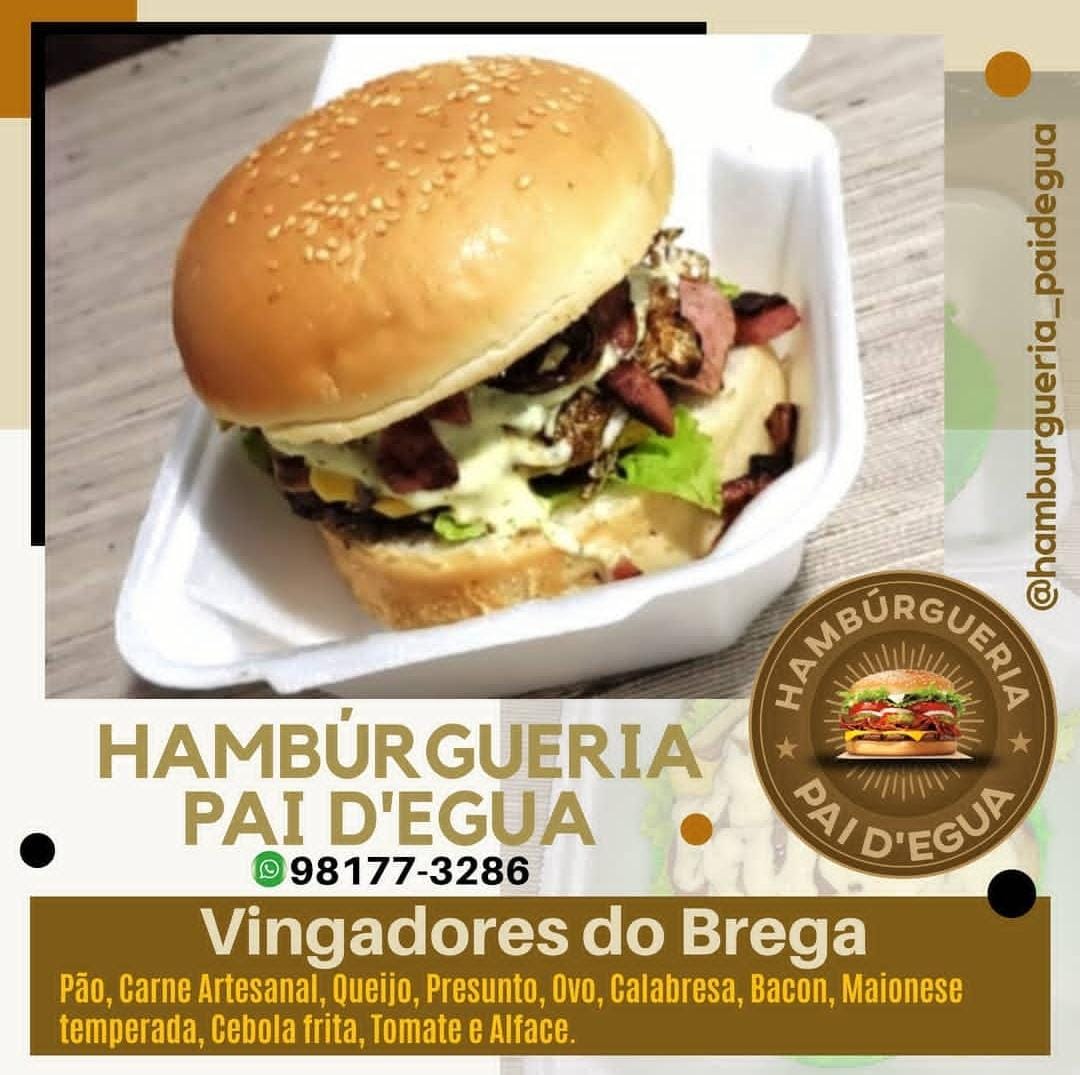 @hamburgueria_paidegua
HAMBÚRGUERIA
PAI D'EGUA
HAMBÚRGUERIA
PAI D'EGUA
98177-3286
Vingadores do Brega
Pão, Carne Artesanal, Queijo, Presunto, Ovo, Calabresa, Bacon, Maionese
temperada, Cebola frita, Tomate e Alface.